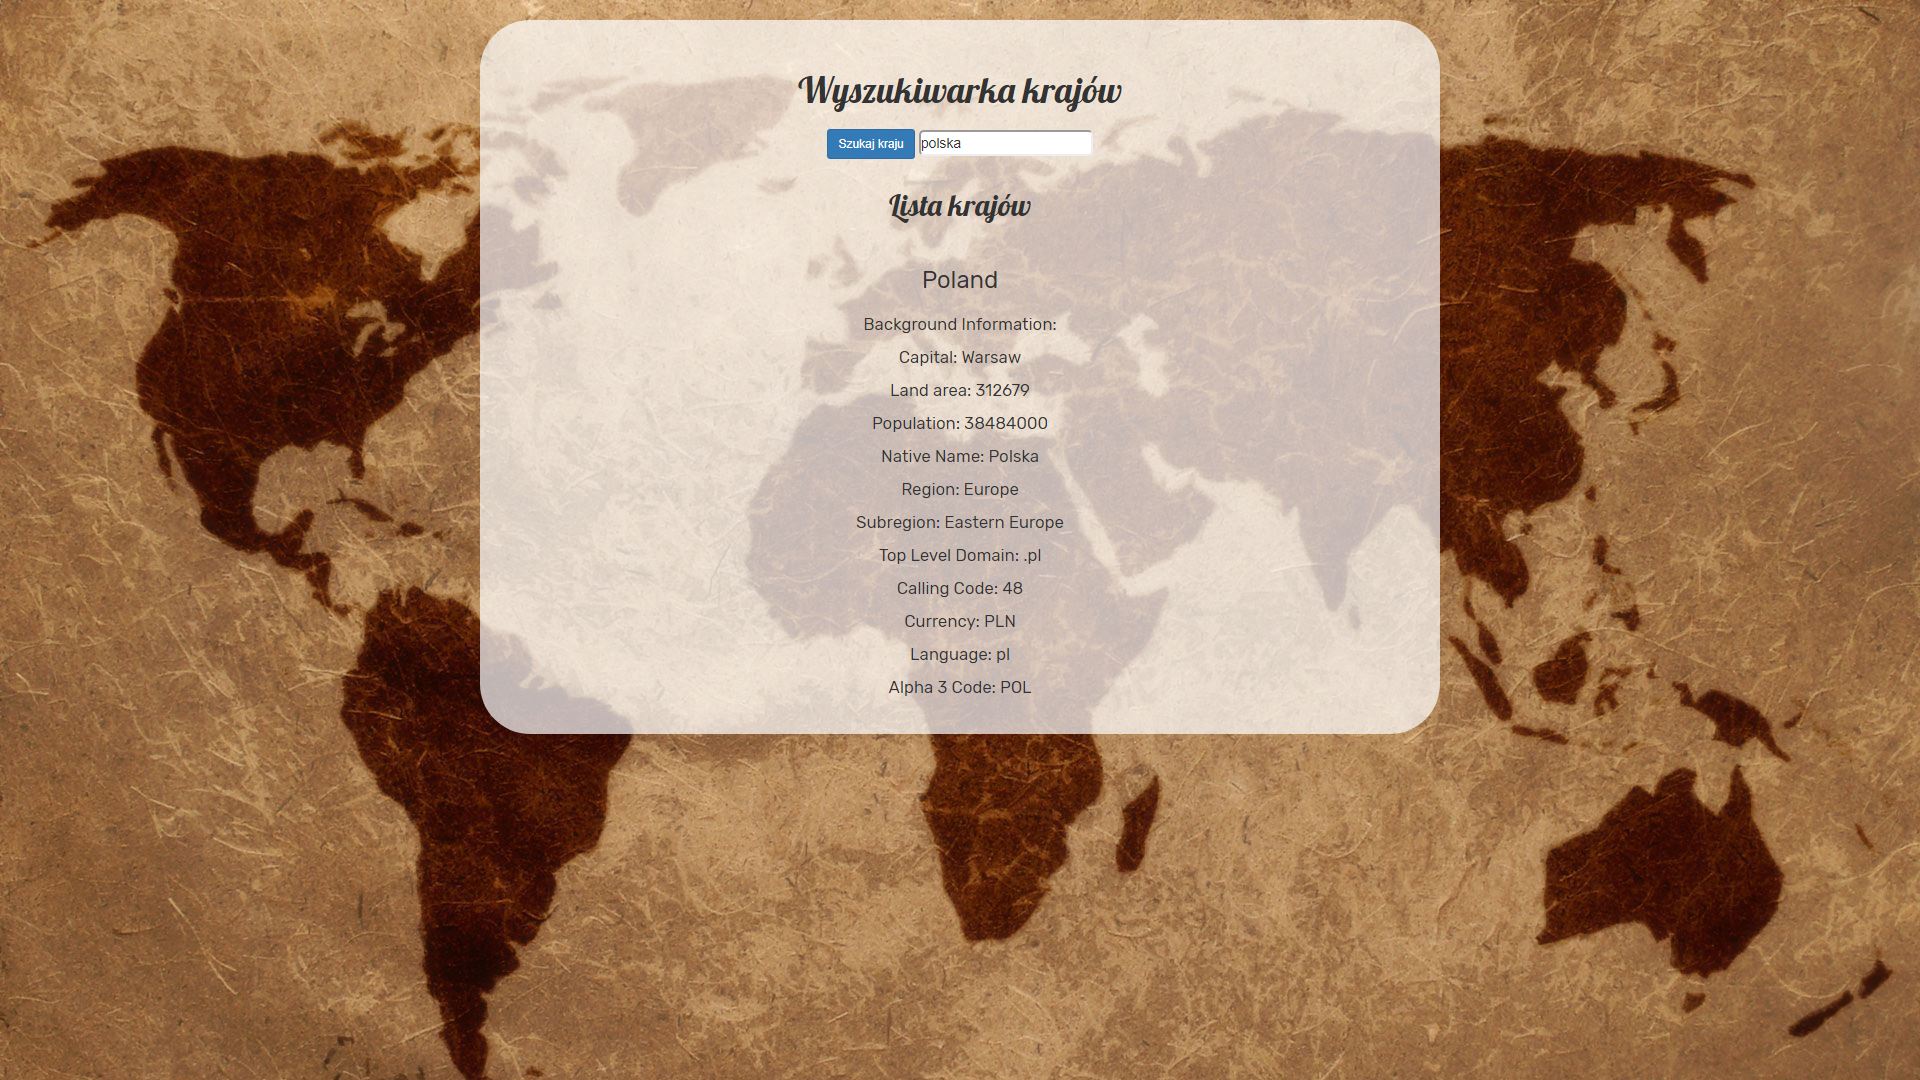 Wyszukiwarka krajów
Szukaj kraju polska
Lista krajów
Poland
Background Information:
Capital: Warsaw
Land area: 312679
Population: 38484000
Native Name: Polska
Region: Europe
Subregion: Eastern Europe
Top Level Domain: .pl
Calling Code: 48
Currency: PLN
Language: pl
Alpha 3 Code: POL